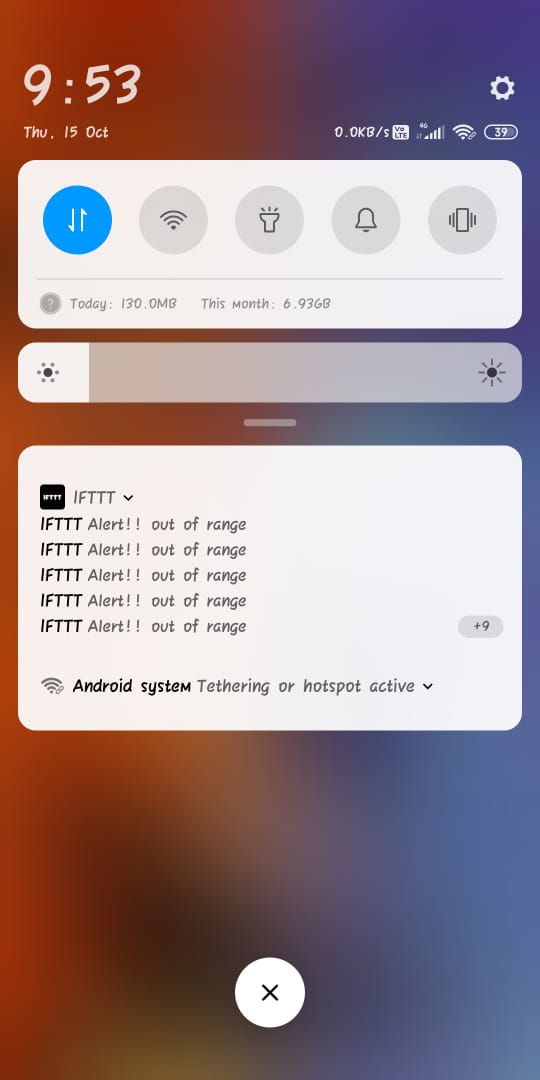 9:53
Thu, 15 Oct
0.0KB/s Vo LTE 4G 39
Today: 130.0MB This month: 6.93GB
IFTTT IFTTT
IFTTT Alert!! out of range
IFTTT Alert!! out of range
IFTTT Alert!! out of range
IFTTT Alert!! out of range
IFTTT Alert!! out of range +9
Android system Tethering or hotspot active